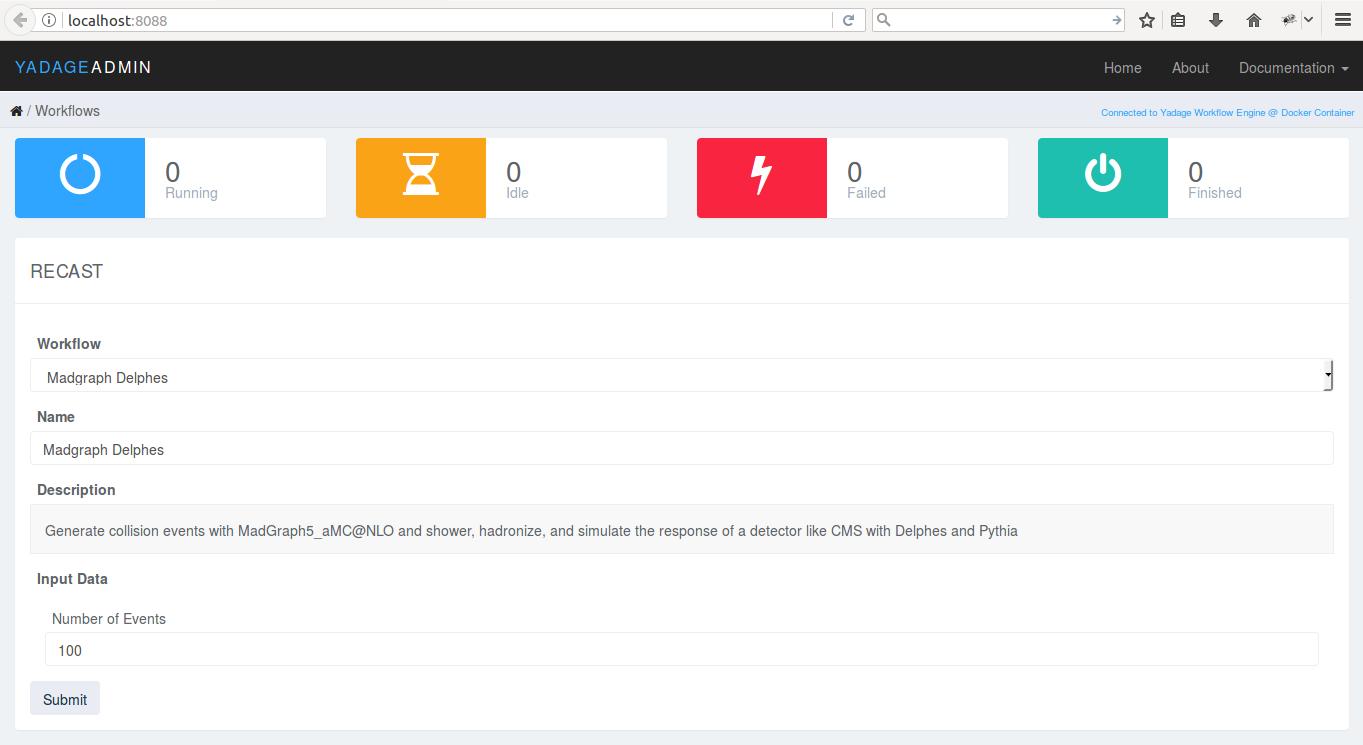 localhost:8088
YADAGEADMIN
Home About Documentation
/ Workflows
Connected to Yadage Workflow Engine @ Docker Container
0
Running
0
Idle
0
Failed
0
Finished
RECAST
Workflow
Madgraph Delphes
Name
Madgraph Delphes
Description
Generate collision events with MadGraph5_aMC@NLO and shower, hadronize, and simulate the response of a detector like CMS with Delphes and Pythia
Input Data
Number of Events
100
Submit